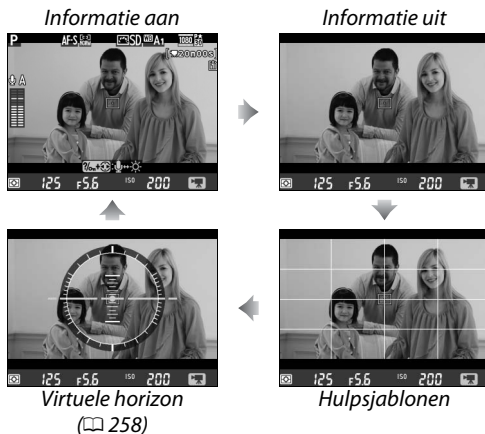 Informatie aan
P AF-S NORM SD A1 1080
[20m00s]
A
125 F5.6 ISO 200
Informatie uit
125 F5.6 ISO 200
125 F5.6 ISO 200
Virtuele horizon
(258)
125 F5.6 ISO 200
Hulpsjablonen